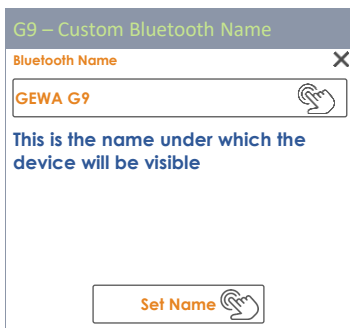 G9 – Custom Bluetooth Name
Bluetooth Name
GEWA G9
This is the name under which the
device will be visible
Set Name